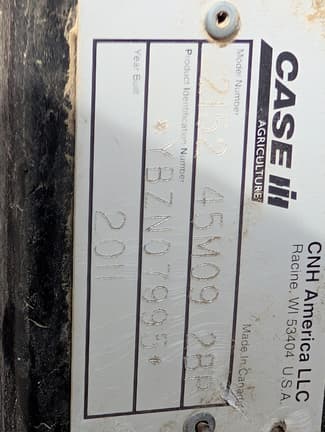 CASE IH
AGRICULTURE
CNH America LLC
Racine, WI 53404 U.S.A.
Model Number
Made In Canada
2152 45M09 2BP
Product Identification Number
*YBZN07995*
Year Built
2011